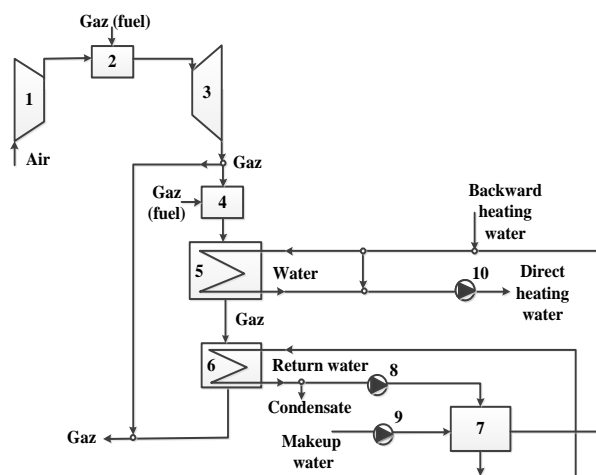 Gaz (fuel)
2
1
3
Air
Gaz
Gaz
(fuel)
4
Backward
heating
water
5
Water
10
Direct
heating
water
Gaz
6
Return water
8
Condensate
9
7
Gaz
Makeup
water